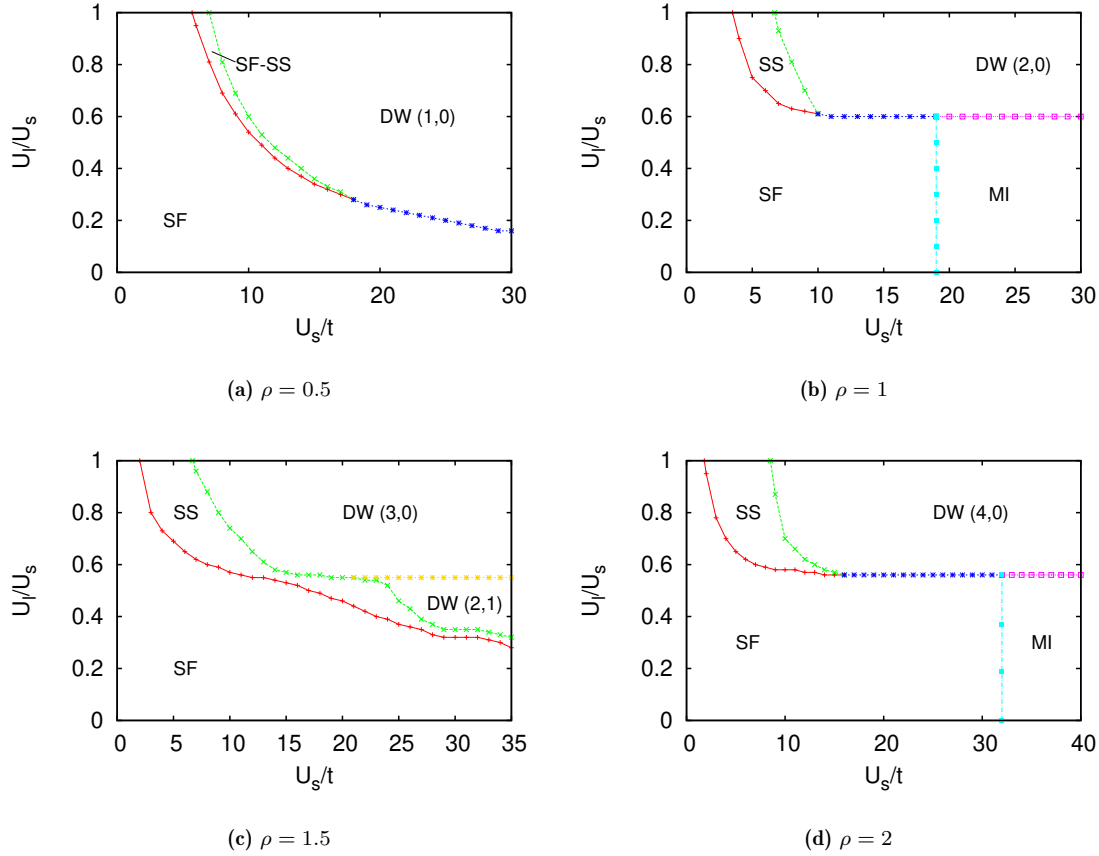 1
0.8
0.6
0.4
0.2
0
U_l/U_s
SF-SS
DW (1,0)
SF
0 10 20 30
U_s/t
(a) ρ = 0.5
1
0.8
0.6
0.4
0.2
0
U_l/U_s
SS
DW (2,0)
SF
MI
0 5 10 15 20 25 30
U_s/t
(b) ρ = 1
1
0.8
0.6
0.4
0.2
0
U_l/U_s
SS
DW (3,0)
DW (2,1)
SF
0 5 10 15 20 25 30 35
U_s/t
(c) ρ = 1.5
1
0.8
0.6
0.4
0.2
0
U_l/U_s
SS
DW (4,0)
SF
MI
0 10 20 30 40
U_s/t
(d) ρ = 2